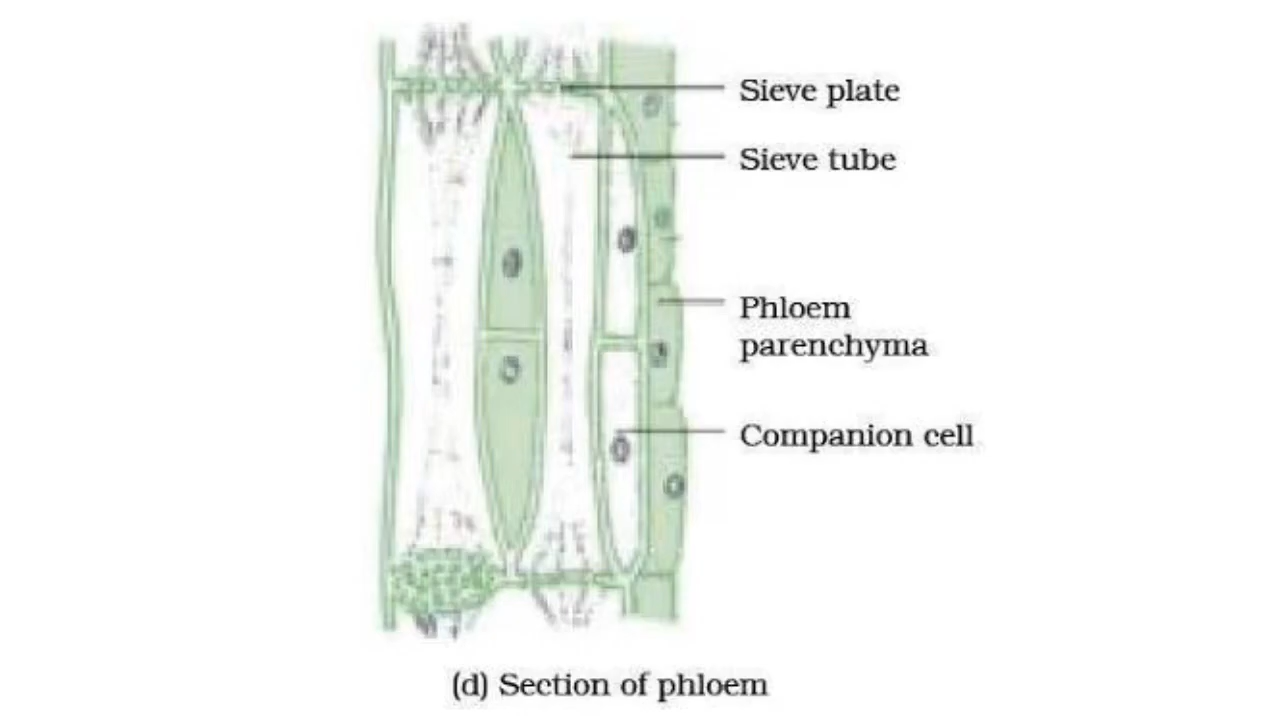 Sieve plate
Sieve tube
Phloem
parenchyma
Companion cell
(d) Section of phloem